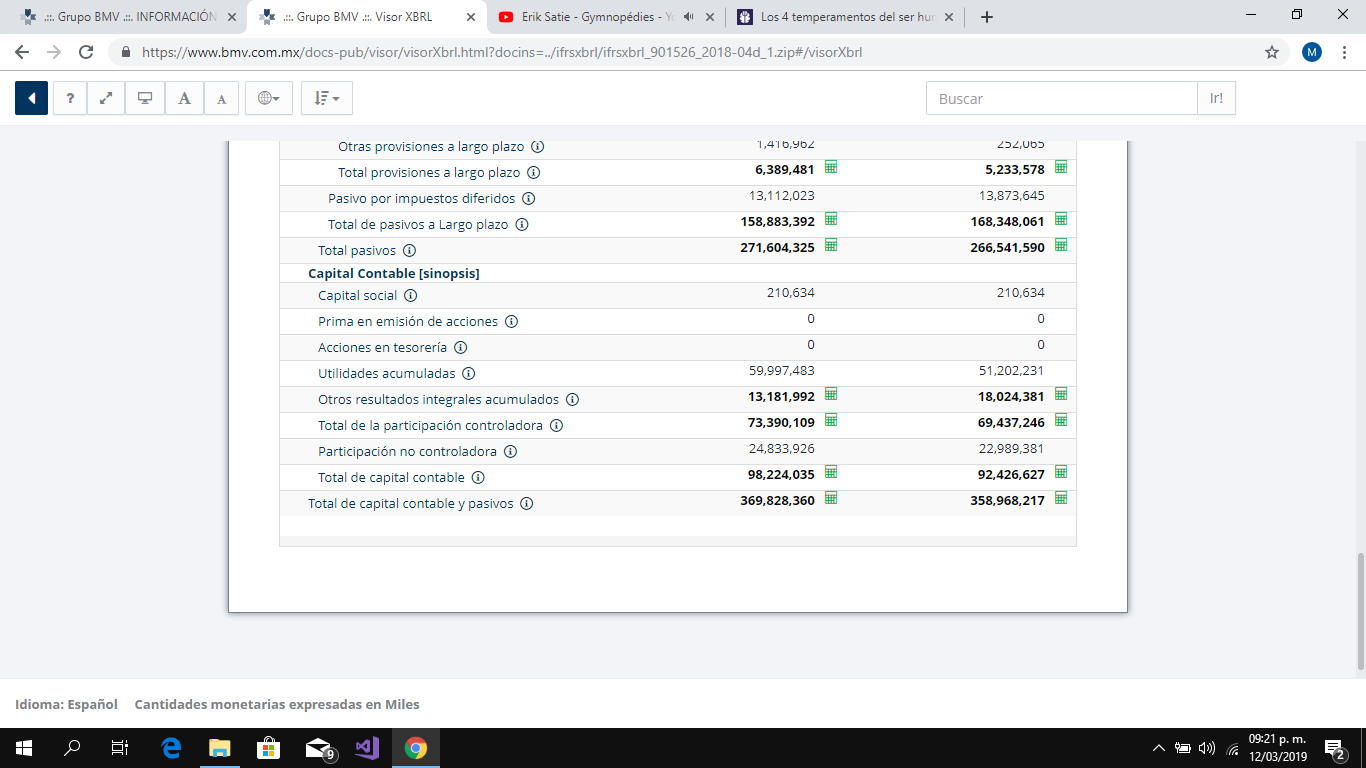 .::. Grupo BMV .::. INFORMACIÓN
.::. Grupo BMV .::. Visor XBRL
Erik Satie - Gymnopédies - Yo
Los 4 temperamentos del ser hum
https://www.bmv.com.mx/docs-pub/visor/visorXbrl.html?docins=../ifrsxbrl/ifrsxbrl_901526_2018-04d_1.zip#/visorXbrl
M
? A A
Buscar Ir!
Otras provisiones a largo plazo 1,416,962 252,065
Total provisiones a largo plazo 6,389,481 5,233,578
Pasivo por impuestos diferidos 13,112,023 13,873,645
Total de pasivos a Largo plazo 158,883,392 168,348,061
Total pasivos 271,604,325 266,541,590
Capital Contable [sinopsis]
Capital social 210,634 210,634
Prima en emisión de acciones 0 0
Acciones en tesorería 0 0
Utilidades acumuladas 59,997,483 51,202,231
Otros resultados integrales acumulados 13,181,992 18,024,381
Total de la participación controladora 73,390,109 69,437,246
Participación no controladora 24,833,926 22,989,381
Total de capital contable 98,224,035 92,426,627
Total de capital contable y pasivos 369,828,360 358,968,217
Idioma: Español Cantidades monetarias expresadas en Miles
9
09:21 p. m.
12/03/2019
2